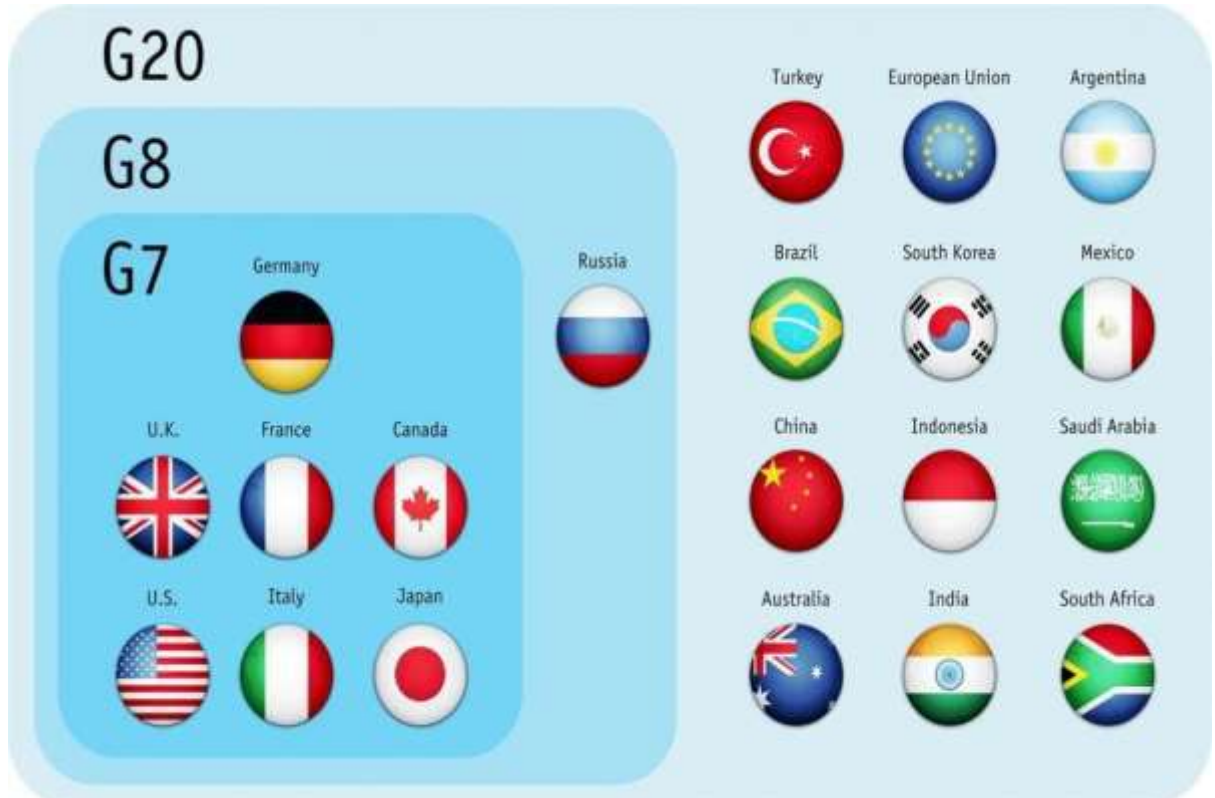 G20
Turkey European Union Argentina
G8
G7
Germany
Russia
Brazil South Korea Mexico
U.K. France Canada
China Indonesia Saudi Arabia
U.S. Italy Japan
Australia India South Africa